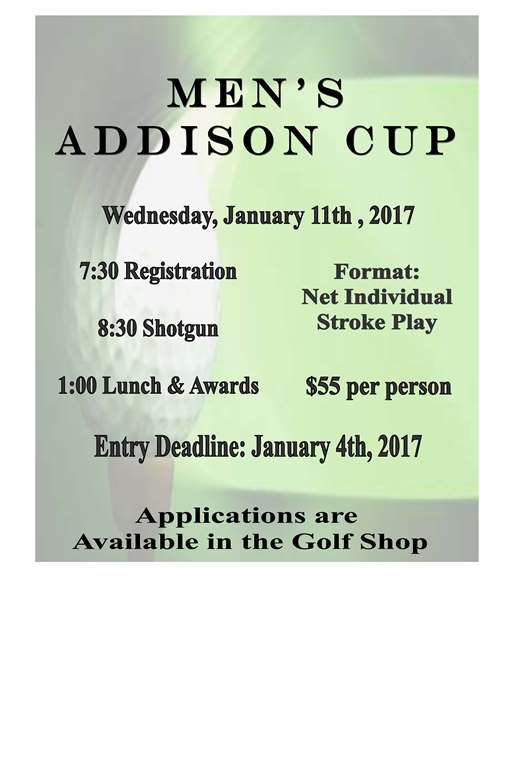 MEN'S
ADDISON CUP
Wednesday, January 11th , 2017
7:30 Registration
8:30 Shotgun
1:00 Lunch & Awards
Format:
Net Individual
Stroke Play
$55 per person
Entry Deadline: January 4th, 2017
Applications are
Available in the Golf Shop